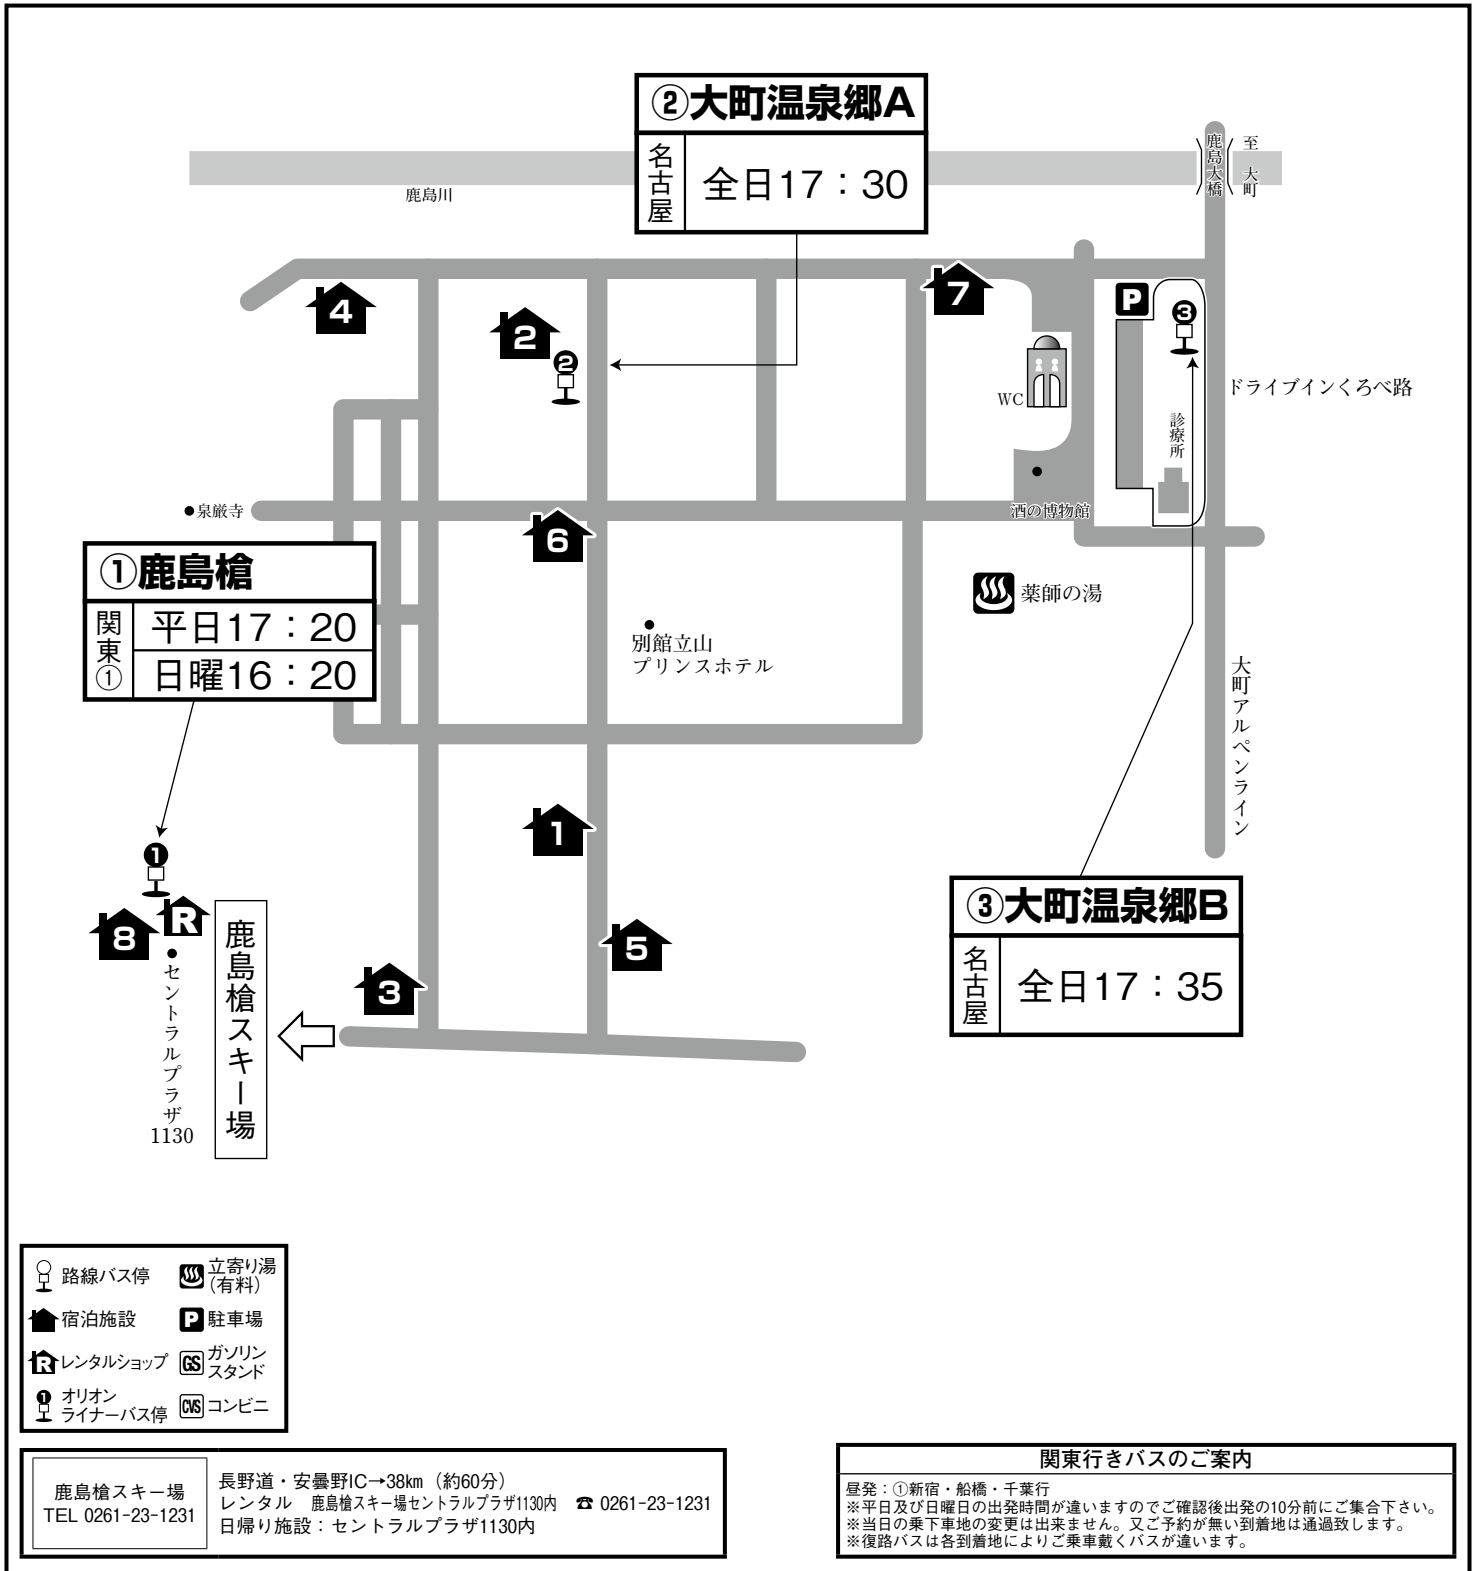 ②大町温泉郷A
名古屋
全日17：30
鹿島川
鹿島大橋
至 大町
4
2
2
7
P
3
WC
ドライブインくろべ路
診療所
酒の博物館
泉厳寺
6
①鹿島槍
関東①
平日17：20
日曜16：20
薬師の湯
別館立山
プリンスホテル
大町アルペンライン
1
1
8
R
5
3
セントラルプラザ
1130
鹿島槍スキー場
③大町温泉郷B
名古屋
全日17：35
路線バス停
立寄り湯
（有料）
宿泊施設
P 駐車場
R レンタルショップ
GS ガソリン
スタンド
1 オリオン
ライナーバス停
CVS コンビニ
鹿島槍スキー場
TEL 0261-23-1231
長野道・安曇野IC→38km（約60分）
レンタル 鹿島槍スキー場セントラルプラザ1130内 ☎ 0261-23-1231
日帰り施設：セントラルプラザ1130内
関東行きバスのご案内
昼発：①新宿・船橋・千葉行
※平日及び日曜日の出発時間が違いますのでご確認後出発の10分前にご集合下さい。
※当日の乗下車地の変更は出来ません。又ご予約が無い到着地は通過致します。
※復路バスは各到着地によりご乗車戴くバスが違います。